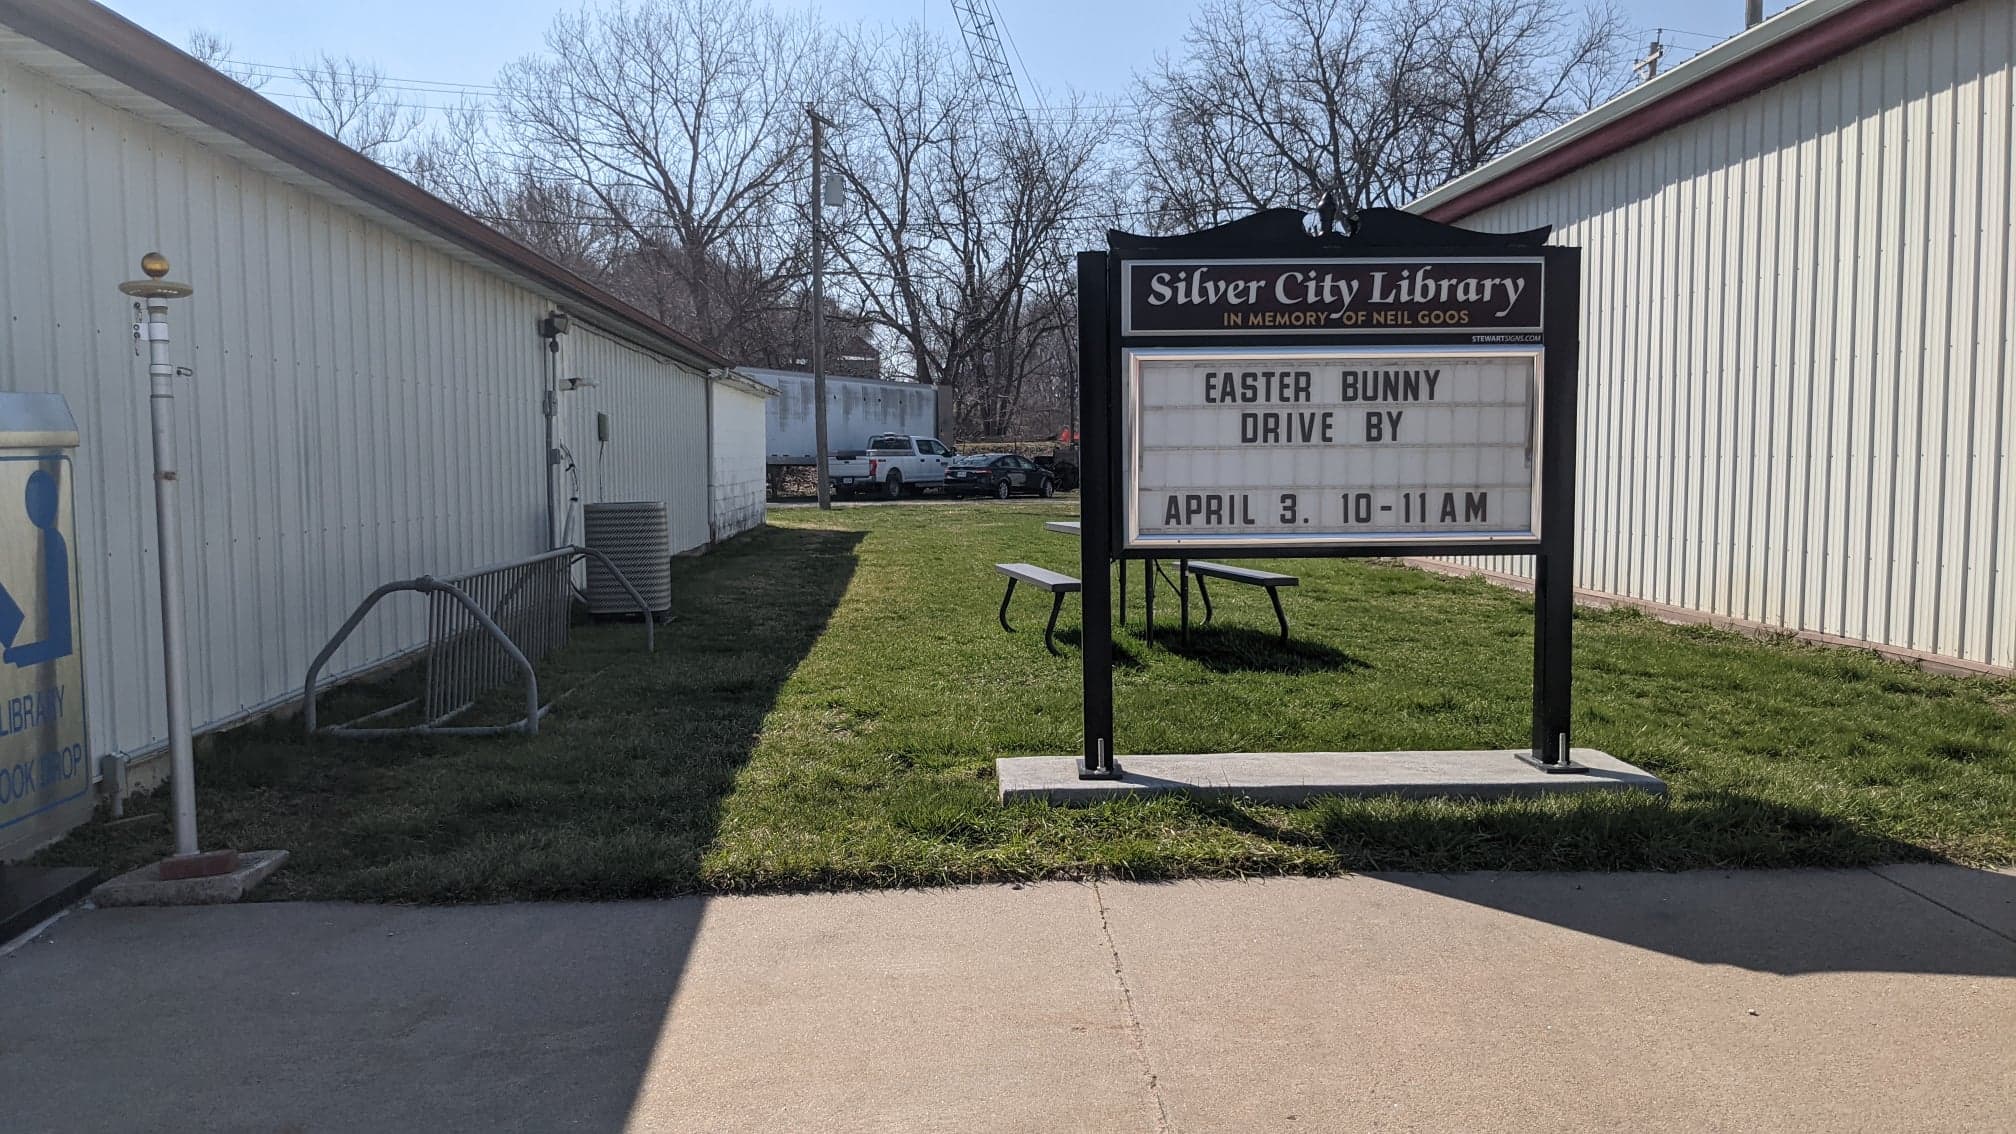 Silver City Library
IN MEMORY OF NEIL GOOS
STEWARTSIGNS.COM
EASTER BUNNY
DRIVE BY
APRIL 3. 10-11AM
LIBRARY
OOK DROP